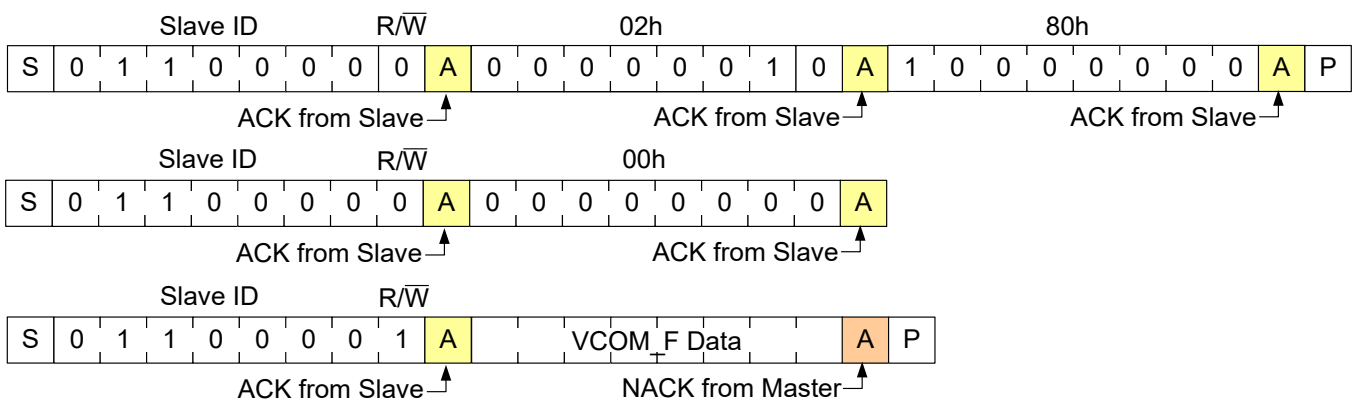 Slave ID R/W 02h 80h
S 0 1 1 0 0 0 0 0 A 0 0 0 0 0 0 1 0 A 1 0 0 0 0 0 0 0 A P
ACK from Slave ACK from Slave ACK from Slave
Slave ID R/W 00h
S 0 1 1 0 0 0 0 0 A 0 0 0 0 0 0 0 0 A
ACK from Slave ACK from Slave
Slave ID R/W
S 0 1 1 0 0 0 0 1 A VCOM_F Data A P
ACK from Slave NACK from Master